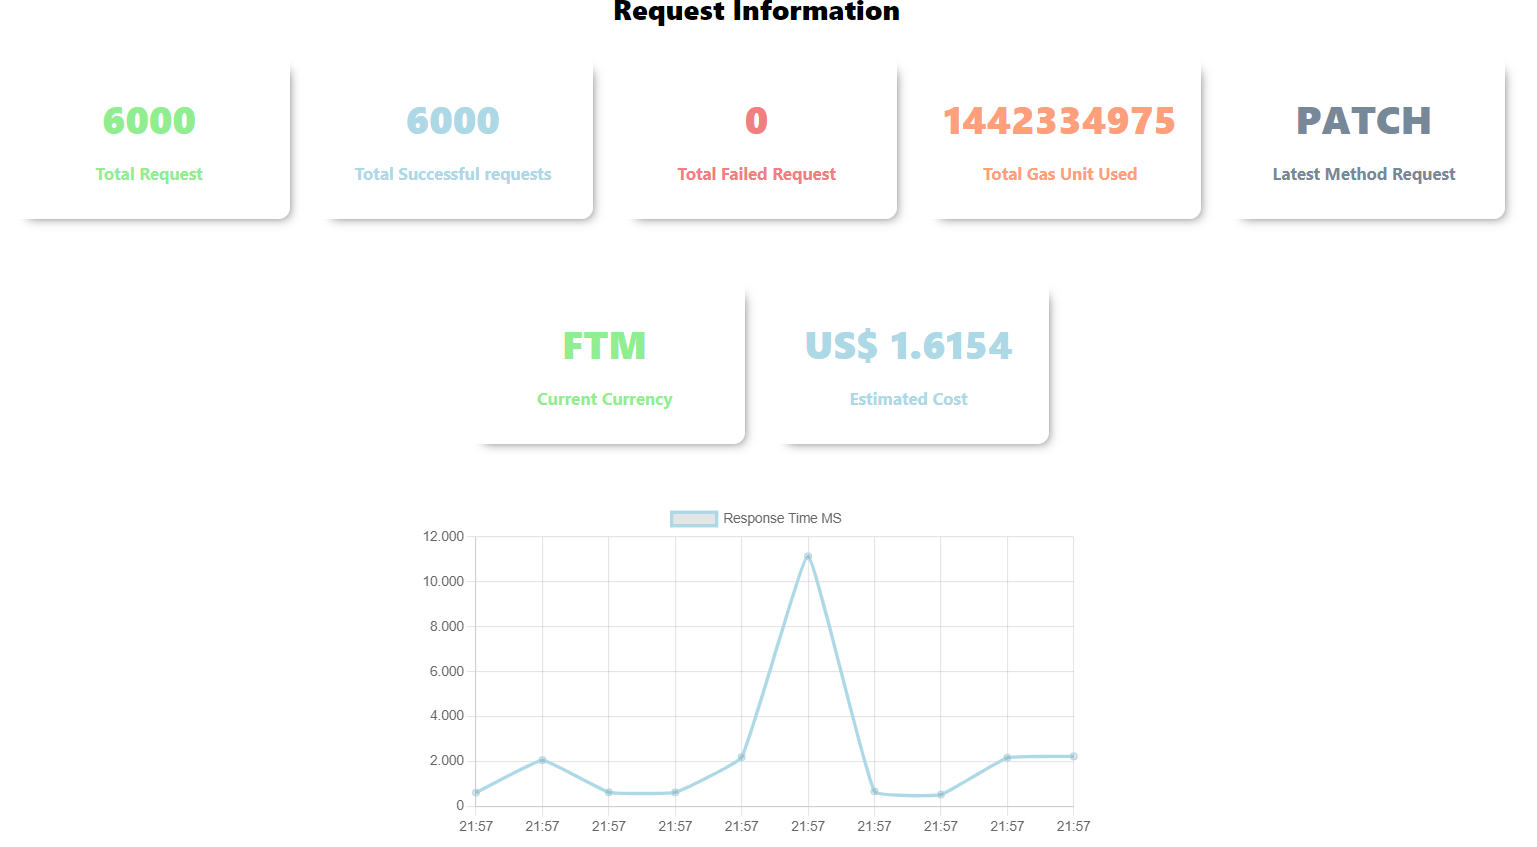 Request Information
6000
Total Request
6000
Total Successful requests
0
Total Failed Request
1442334975
Total Gas Unit Used
PATCH
Latest Method Request
FTM
Current Currency
US$ 1.6154
Estimated Cost
Response Time MS
12.000
10.000
8.000
6.000
4.000
2.000
0
21:57 21:57 21:57 21:57 21:57 21:57 21:57 21:57 21:57 21:57